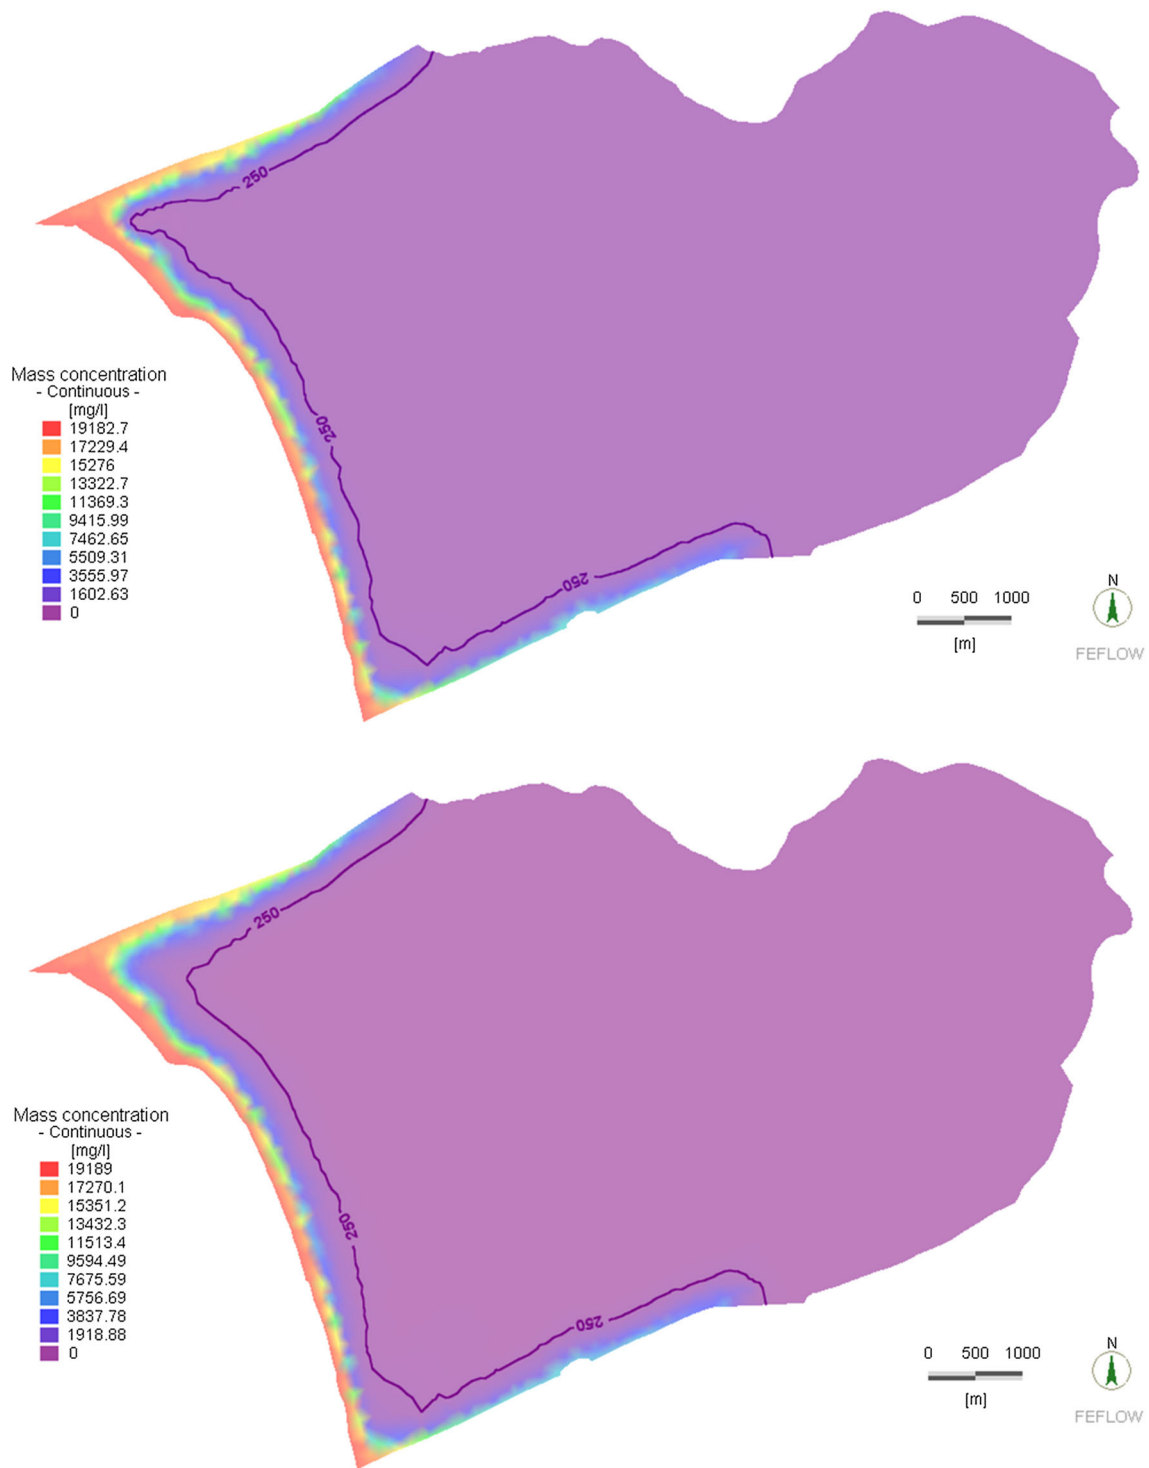 250
250
Mass concentration
- Continuous -
[mg/l]
19182.7
17229.4
15276
13322.7
11369.3
9415.99
7462.65
5509.31
3555.97
1602.63
0
250
0 500 1000
[m]
N
FEFLOW
250
Mass concentration
- Continuous -
[mg/l]
19189
17270.1
15351.2
13432.3
11513.4
9594.49
7675.59
5756.69
3837.78
1918.88
0
250
250
0 500 1000
[m]
N
FEFLOW